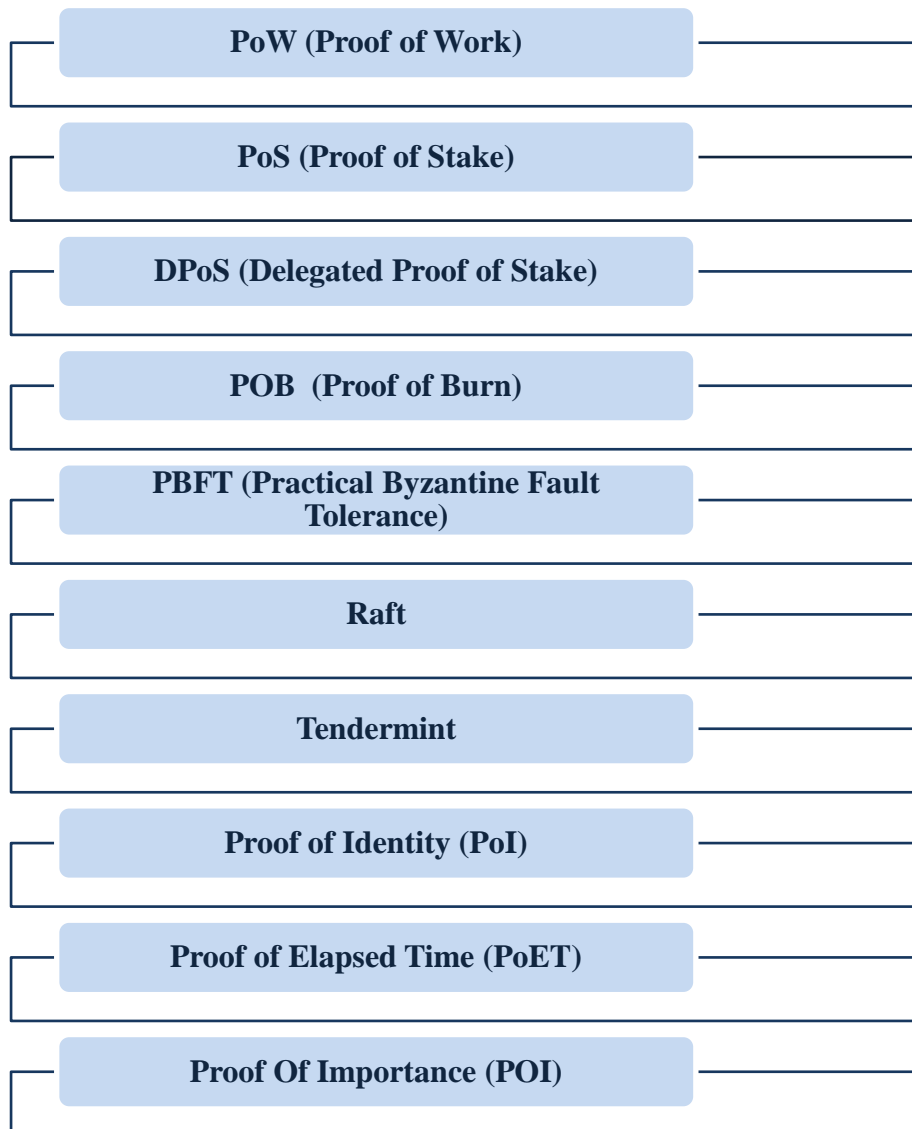 PoW (Proof of Work)
PoS (Proof of Stake)
DPoS (Delegated Proof of Stake)
POB  (Proof of Burn)
PBFT (Practical Byzantine Fault
Tolerance)
Raft
Tendermint
Proof of Identity (PoI)
Proof of Elapsed Time (PoET)
Proof Of Importance (POI)